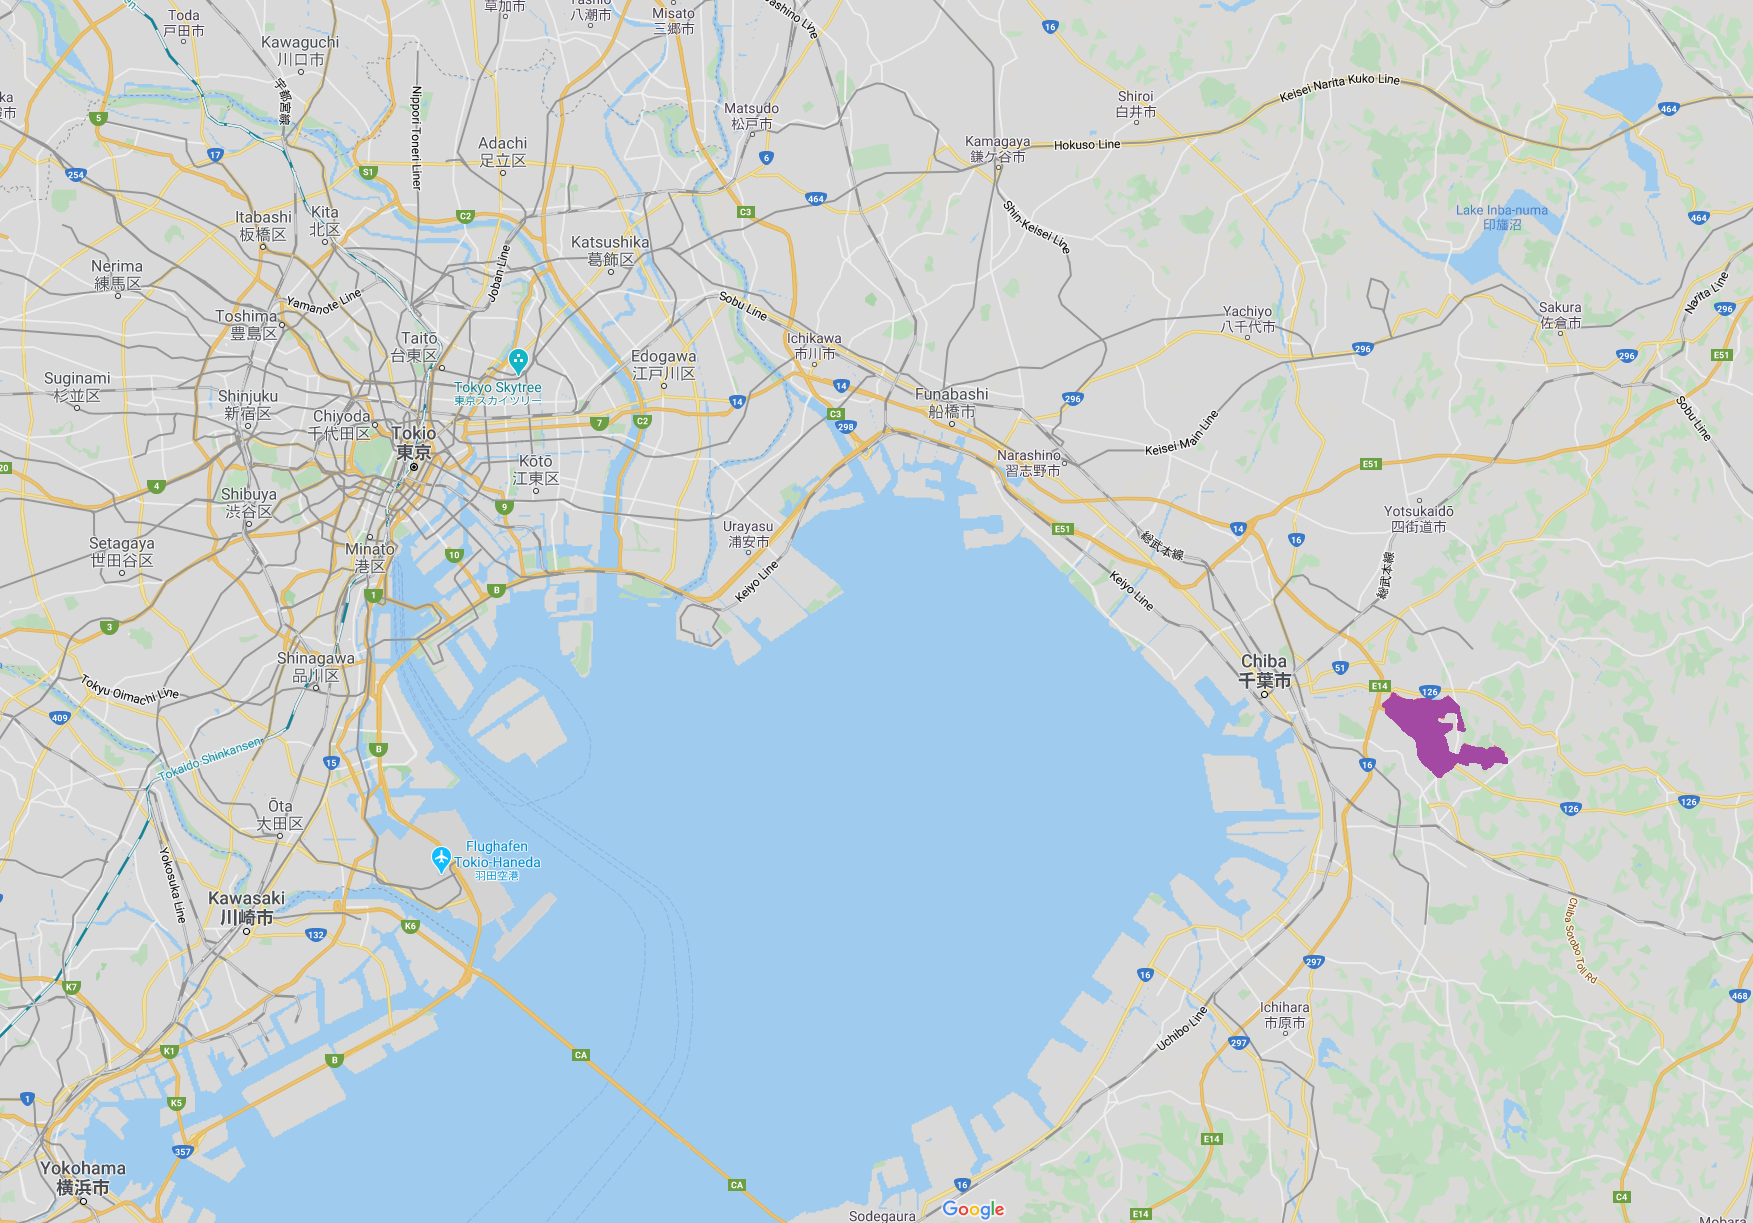 Toda
戸田市
草加市
八潮市
Misato
三郷市
Kawaguchi
川口市
宇都宮線
Nippori-Toneri Liner
16
Keisei Narita Kuko Line
464
Shiroi
白井市
Matsudo
松戸市
5
17
254
S1
Adachi
足立区
6
Kamagaya
鎌ケ谷市
Hokuso Line
464
C3
C2
Itabashi
板橋区
Kita
北区
Shin-Keisei Line
Lake Inba-numa
印旛沼
464
Katsushika
葛飾区
Joban Line
Nerima
練馬区
Yamanote Line
Sobu Line
Narita Line
296
Toshima
豊島区
Taitō
台東区
Ichikawa
市川市
Yachiyo
八千代市
Sakura
佐倉市
296
296
E51
Tokyo Skytree
東京スカイツリー
Edogawa
江戸川区
14
14
Suginami
杉並区
Shinjuku
新宿区
Chiyoda
千代田区
Funabashi
船橋市
296
C3
298
7
C2
Tokio
東京
Keisei Main Line
Sobu Line
20
4
Kōtō
江東区
Narashino
習志野市
E51
Shibuya
渋谷区
9
Yotsukaidō
四街道市
Urayasu
浦安市
E51
14
16
Setagaya
世田谷区
Minato
港区
10
総武本線
総武本線
B
1
Keiyo Line
Keiyo Line
3
Shinagawa
品川区
Chiba
千葉市
51
E14
126
Tokyu Oimachi Line
409
Tokaido Shinkansen
B
15
16
Ōta
大田区
126
126
Flughafen
Tokio-Haneda
羽田空港
Yokosuka Line
Kawasaki
川崎市
K6
132
Chiba Sotobo Toll Rd
297
16
K7
468
Ichihara
市原市
Uchibo Line
297
K1
B
CA
1
K5
E14
357
Yokohama
横浜市
CA
16
C4
Google
Sodegaura
E14
Mobara